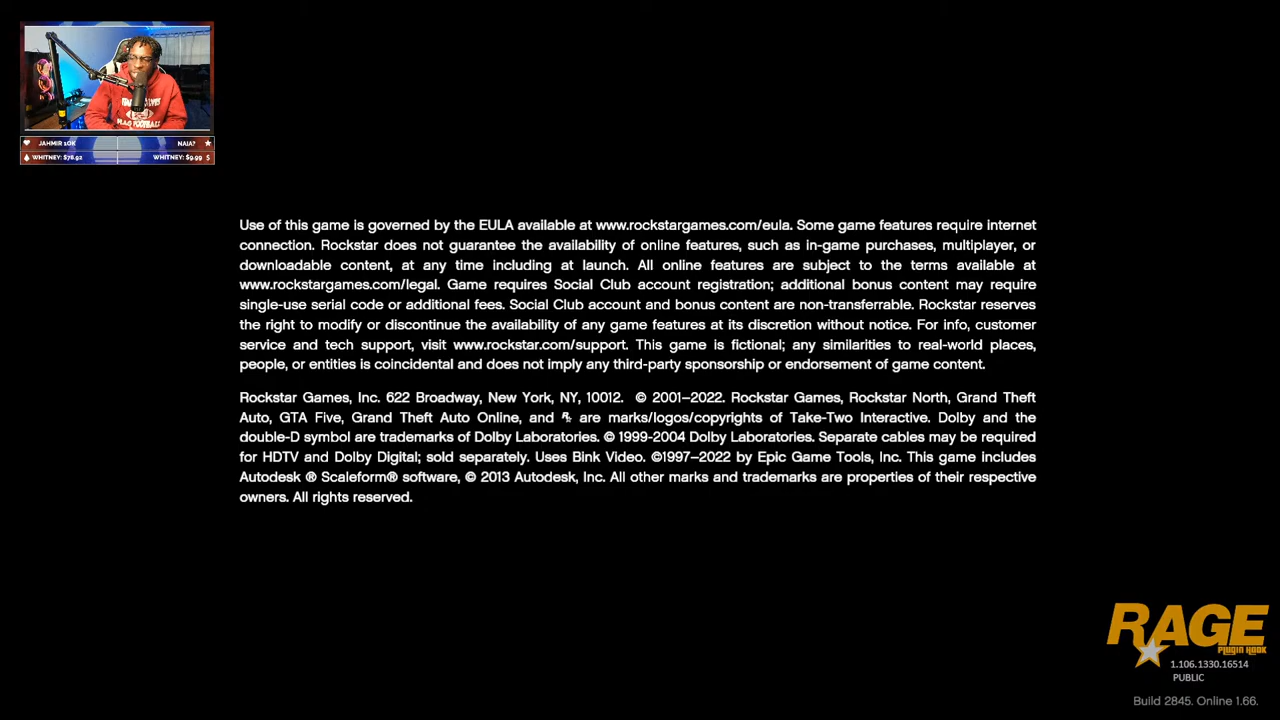 JAHMIR 10K
NAIA?
WHITNEY: $78.92
WHITNEY: $9.99
Use of this game is governed by the EULA available at www.rockstargames.com/eula. Some game features require internet
connection. Rockstar does not guarantee the availability of online features, such as in-game purchases, multiplayer, or
downloadable content, at any time including at launch. All online features are subject to the terms available at
www.rockstargames.com/legal. Game requires Social Club account registration; additional bonus content may require
single-use serial code or additional fees. Social Club account and bonus content are non-transferrable. Rockstar reserves
the right to modify or discontinue the availability of any game features at its discretion without notice. For info, customer
service and tech support, visit www.rockstar.com/support. This game is fictional; any similarities to real-world places,
people, or entities is coincidental and does not imply any third-party sponsorship or endorsement of game content.
Rockstar Games, Inc. 622 Broadway, New York, NY, 10012. © 2001–2022. Rockstar Games, Rockstar North, Grand Theft
Auto, GTA Five, Grand Theft Auto Online, and R* are marks/logos/copyrights of Take-Two Interactive. Dolby and the
double-D symbol are trademarks of Dolby Laboratories. © 1999-2004 Dolby Laboratories. Separate cables may be required
for HDTV and Dolby Digital; sold separately. Uses Bink Video. ©1997–2022 by Epic Game Tools, Inc. This game includes
Autodesk ® Scaleform® software, © 2013 Autodesk, Inc. All other marks and trademarks are properties of their respective
owners. All rights reserved.
RAGE
PLUGIN HOOK
1.106.1330.16514
PUBLIC
Build 2845. Online 1.66.